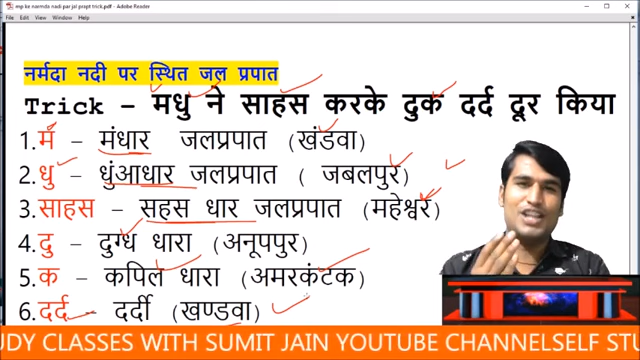 mp ke narmda nadi par jal prapt trick.pdf - Adobe Reader
File Edit View Window Help
नर्मदा नदी पर स्थित जल प्रपात
Trick – मधु ने साहस करके दुक दर्द दूर किया
1. म – मंधार जलप्रपात (खंडवा)
2. धु – धुंआधार जलप्रपात ( जबलपुर)
3. साहस – सहस धार जलप्रपात (महेश्वर)
4. दु – दुग्ध धारा (अनूपपुर)
5. क – कपिल धारा (अमरकंटक)
6. दर्द – दर्दी (खण्डवा)
UDY CLASSES WITH SUMIT JAIN YOUTUBE CHANNELSELF STU